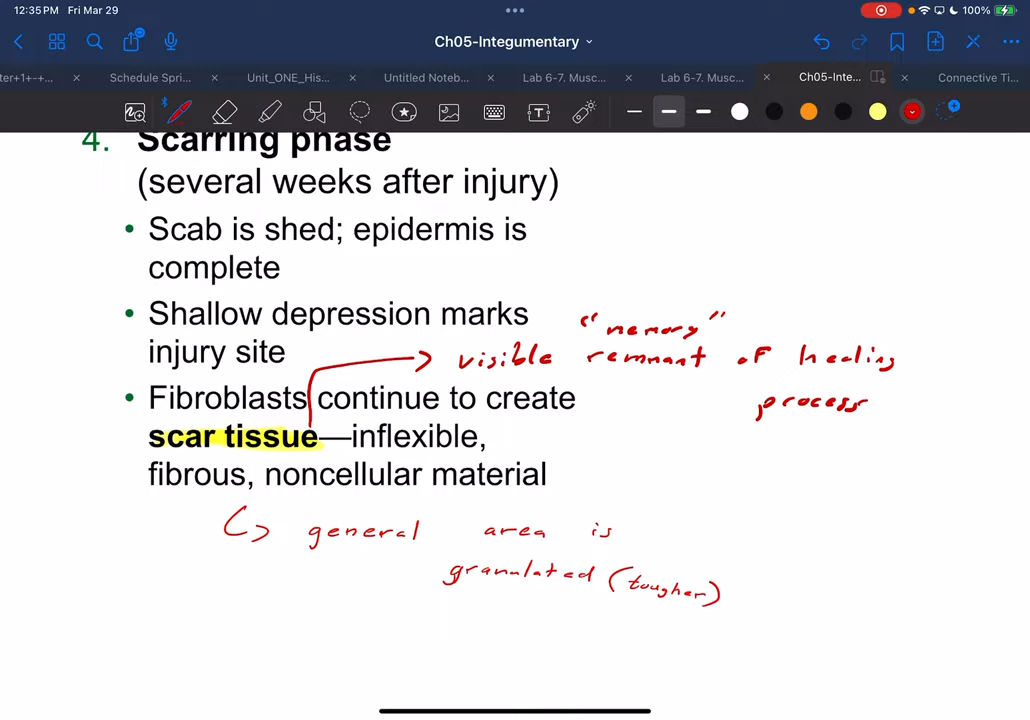 12:35 PM Fri Mar 29
100%
Ch05-Integumentary
ter+1+-+...
Schedule Spri...
Unit_ONE_His...
Untitled Noteb...
Lab 6-7. Musc...
Lab 6-7. Musc...
Ch05-Inte...
Connective Ti...
4. Scarring phase
(several weeks after injury)
• Scab is shed; epidermis is
complete
• Shallow depression marks
injury site
"memory"
visible remnant of healing
process
• Fibroblasts continue to create
scar tissue—inflexible,
fibrous, noncellular material
general area is
granulated (tougher)